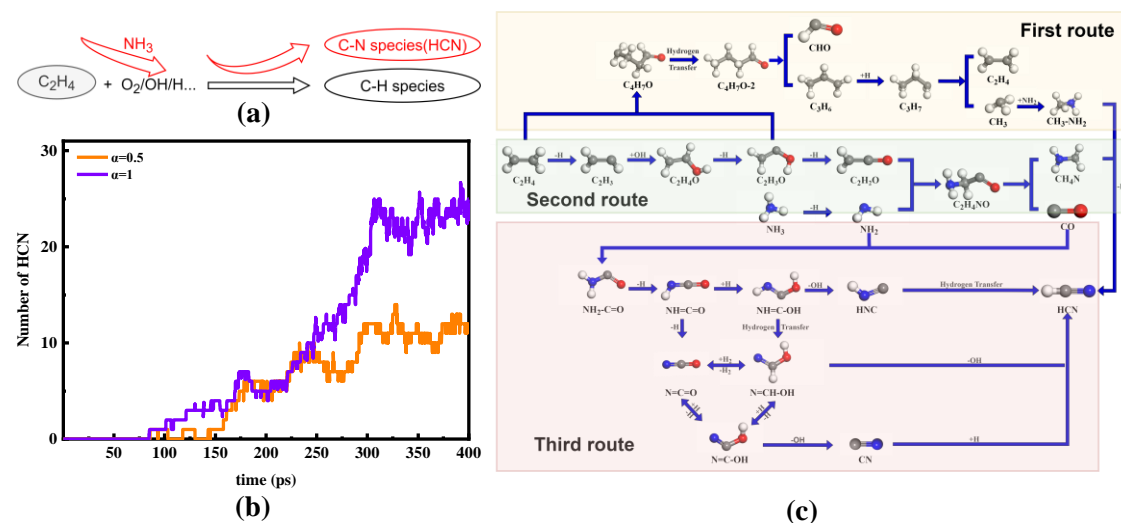 (a)
NH3
C2H4
+ O2/OH/H...
C-N species(HCN)
C-H species
(b)
α=0.5
α=1
Number of HCN
30
20
10
0
50 100 150 200 250 300 350 400
time (ps)
First route
CHO
C4H7O
Hydrogen
Transfer
C4H7O-2
C3H6
+H
C3H7
C2H4
CH3
+NH2
CH3-NH2
Second route
C2H4
-H
C2H3
+OH
C2H4O
-H
C2H3O
-H
C2H2O
NH3
-H
NH2
C2H4NO
CH4N
CO
Third route
NH2-C=O
-H
NH=C=O
+H
NH=C-OH
-OH
HNC
Hydrogen Transfer
HCN
-H
Hydrogen Transfer
N=C=O
+H2
-H2
N=CH-OH
-OH
N=C-OH
-OH
CN
+H
(c)